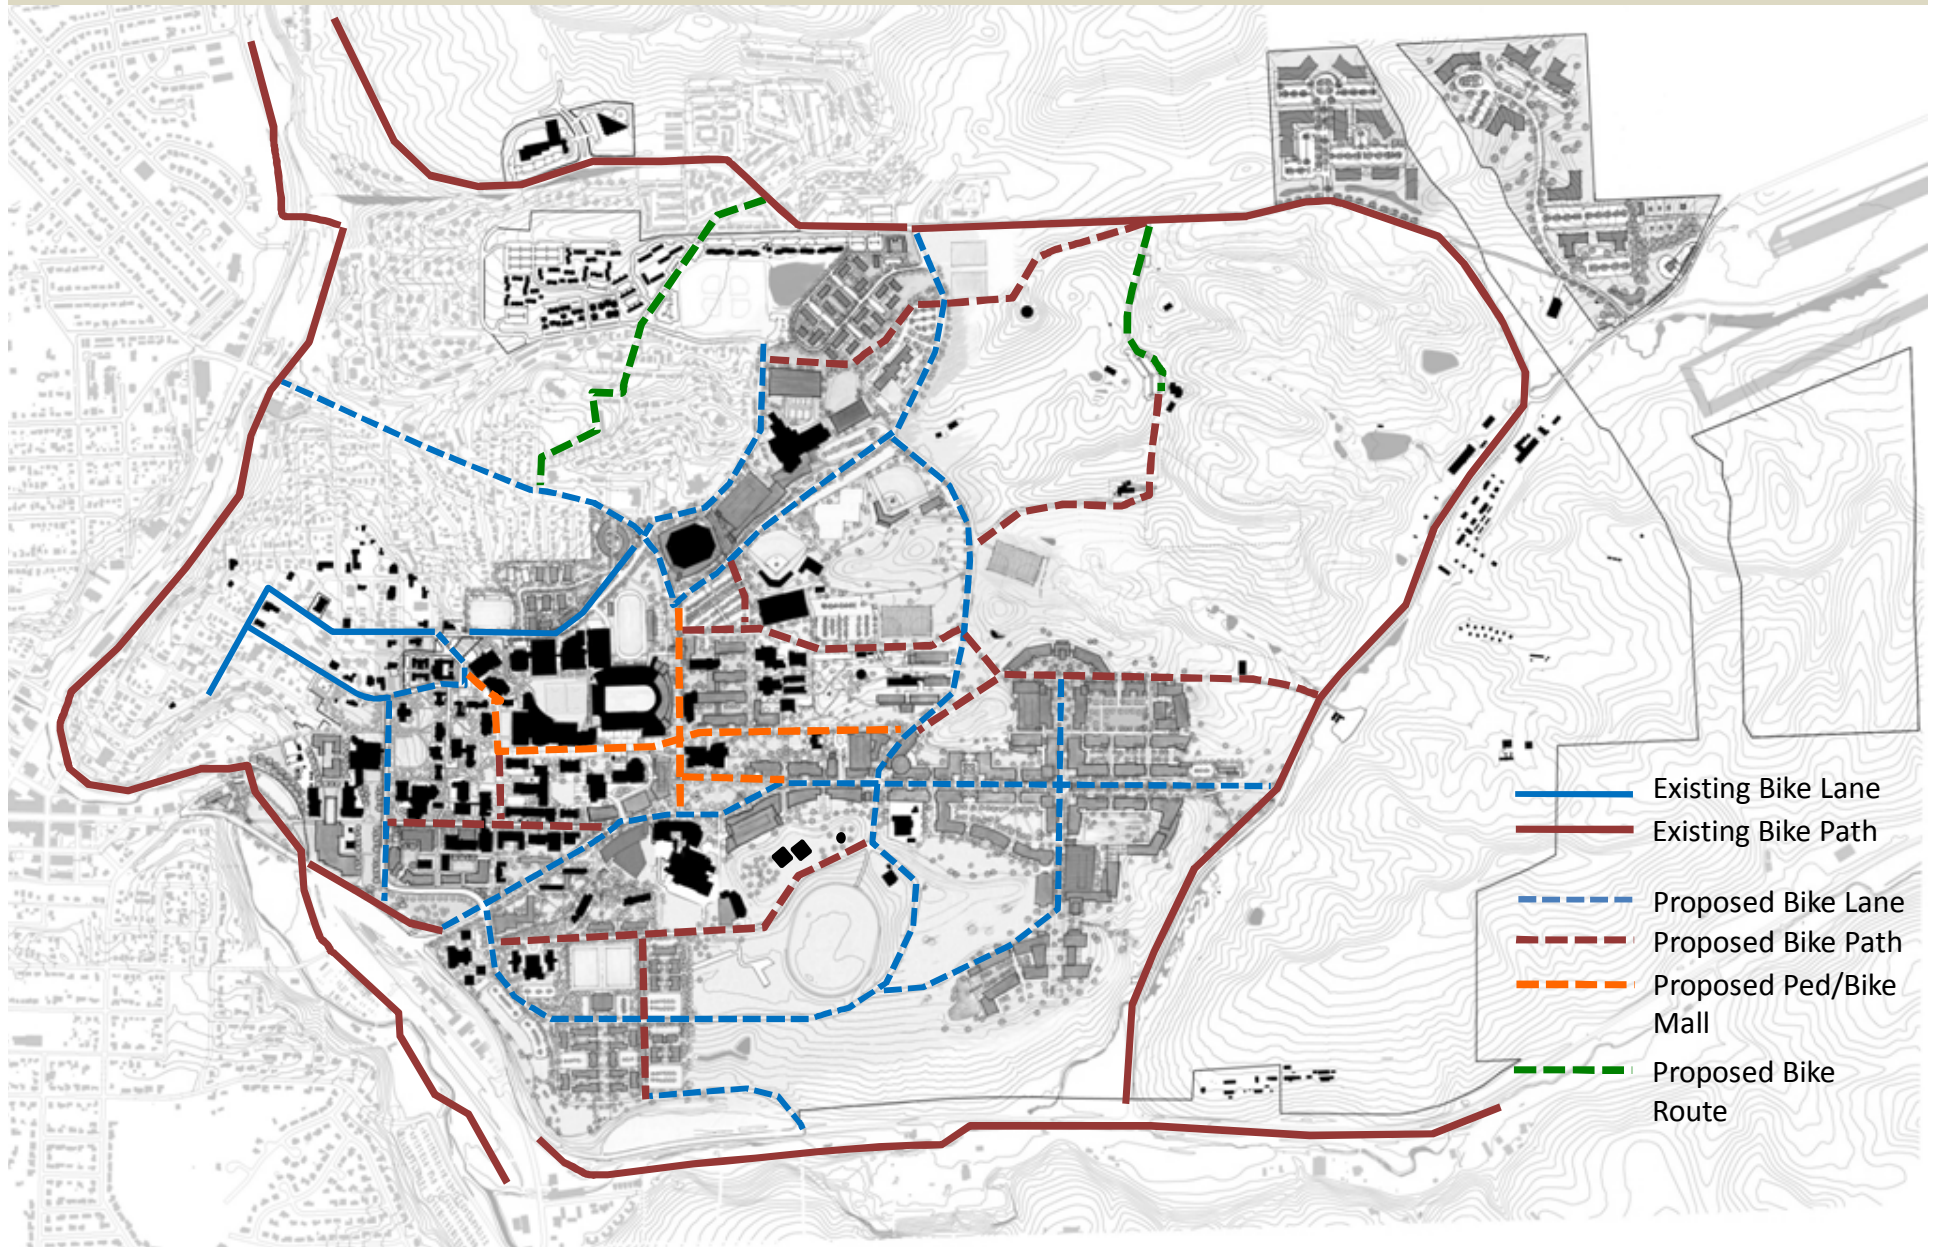 Existing Bike Lane
Existing Bike Path
Proposed Bike Lane
Proposed Bike Path
Proposed Ped/Bike
Mall
Proposed Bike
Route